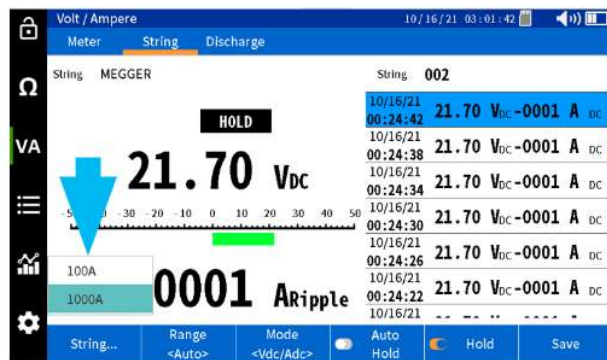 Volt / Ampere 10/16/21 03:01:42
Meter String Discharge
String MEGGER
HOLD
VA
21.70 VDC
-30 -20 -10 0 10 20 30 40 50
100A
1000A
0001 ARipple
String 002
10/16/21
00:24:42 21.70 VDC -0001 A DC
10/16/21
00:24:38 21.70 VDC -0001 A DC
10/16/21
00:24:34 21.70 VDC -0001 A DC
10/16/21
00:24:30 21.70 VDC -0001 A DC
10/16/21
00:24:26 21.70 VDC -0001 A DC
10/16/21
00:24:22 21.70 VDC -0001 A DC
10/16/21
String...
Range
<Auto>
Mode
<Vdc/Adc>
Auto
Hold
Hold
Save